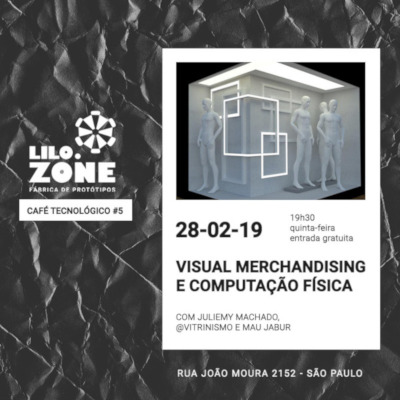 LILO.
ZONE
FÁBRICA DE PROTÓTIPOS
CAFÉ TECNOLÓGICO #5
28-02-19
19h30
quinta-feira
entrada gratuita
VISUAL MERCHANDISING
E COMPUTAÇÃO FÍSICA
COM JULIEMY MACHADO,
@VITRINISMO E MAU JABUR
RUA JOÃO MOURA 2152 - SÃO PAULO